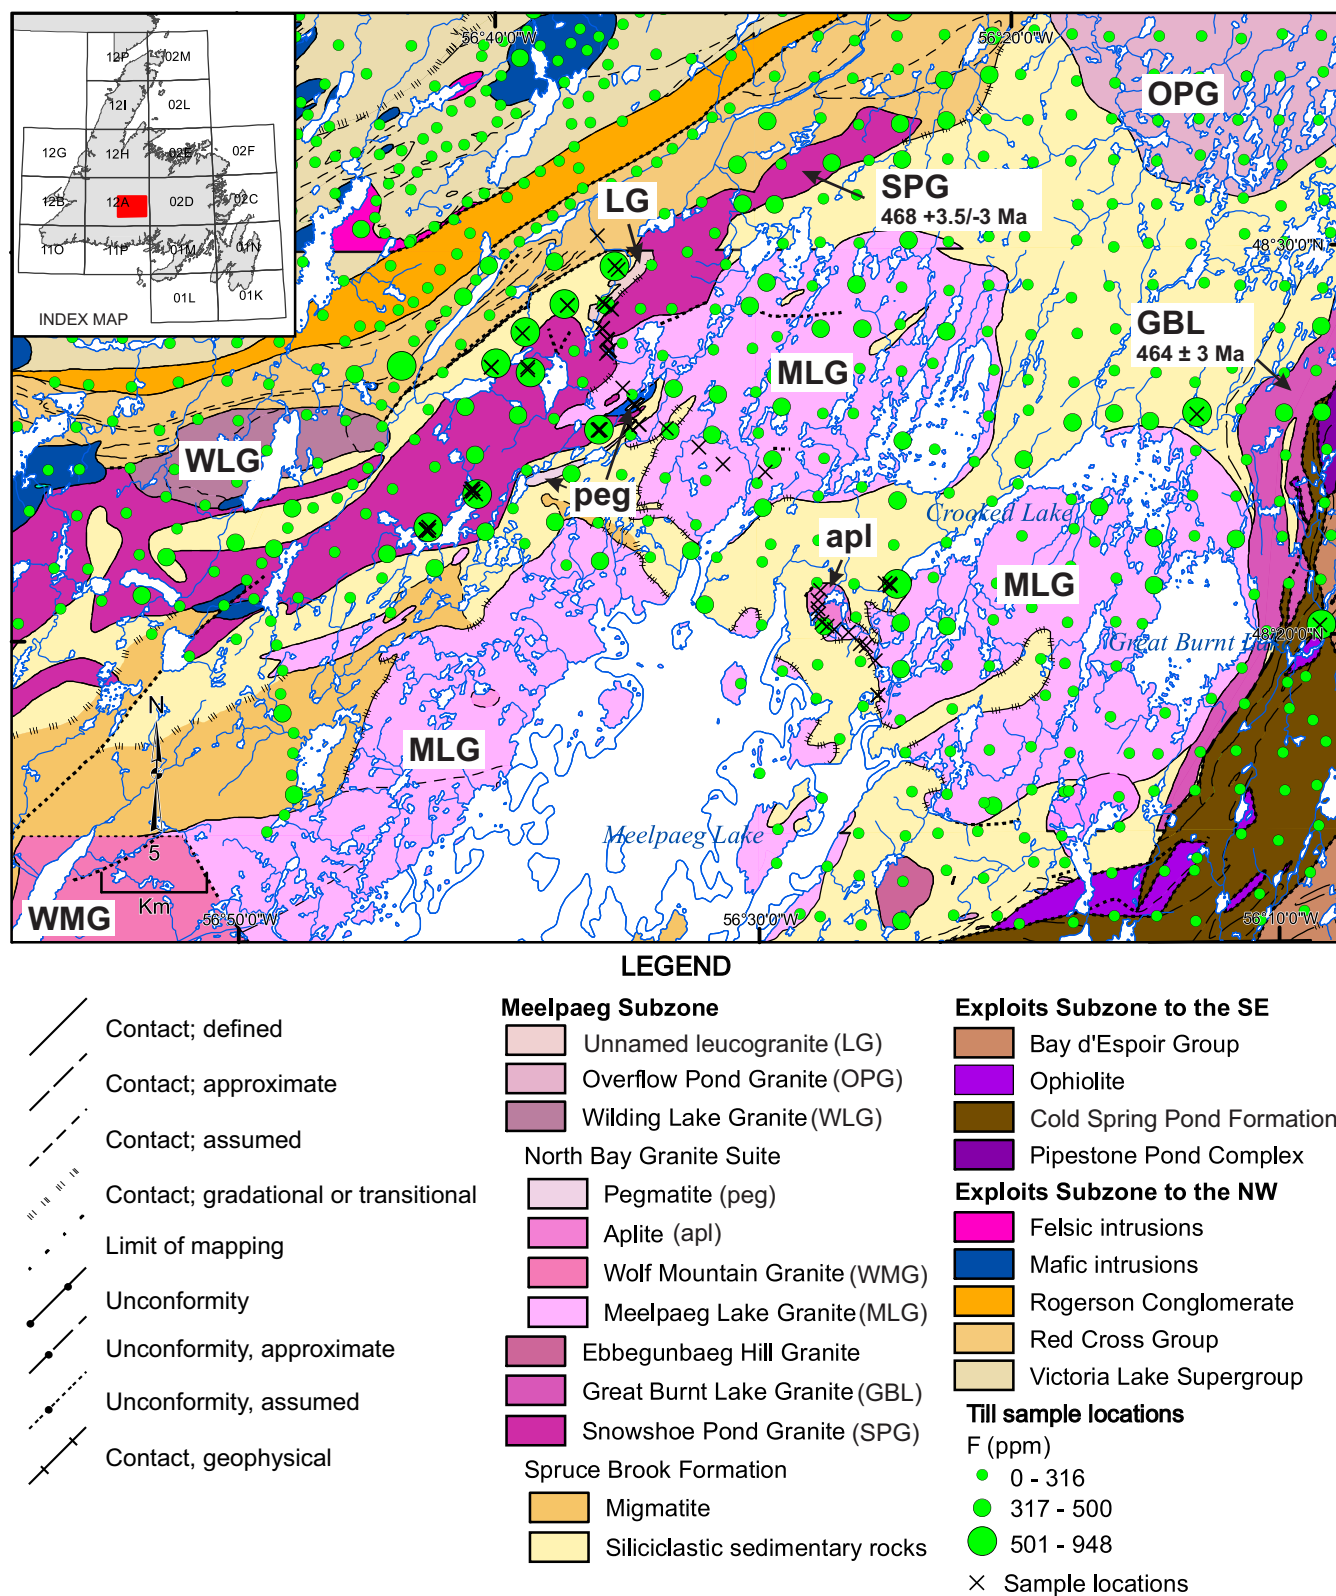 56°40'0"W
56°20'0"W
12P
02M
12I
02L
12G
12H
02E
02F
12B
12A
02D
02C
11O
11P
01M
01N
01L
01K
INDEX MAP
OPG
SPG
468 +3.5/-3 Ma
LG
48°30'0"N
GBL
464 ± 3 Ma
MLG
WLG
peg
Crooked Lake
apl
MLG
48°20'0"N
Great Burnt Lake
N
MLG
Meelpaeg Lake
5
Km
WMG
56°50'0"W
56°30'0"W
56°10'0"W
LEGEND
Contact; defined
Contact; approximate
Contact; assumed
Contact; gradational or transitional
Limit of mapping
Unconformity
Unconformity, approximate
Unconformity, assumed
Contact, geophysical
Meelpaeg Subzone
Unnamed leucogranite (LG)
Overflow Pond Granite (OPG)
Wilding Lake Granite (WLG)
North Bay Granite Suite
Pegmatite (peg)
Aplite (apl)
Wolf Mountain Granite (WMG)
Meelpaeg Lake Granite (MLG)
Ebbegunbaeg Hill Granite
Great Burnt Lake Granite (GBL)
Snowshoe Pond Granite (SPG)
Spruce Brook Formation
Migmatite
Siliciclastic sedimentary rocks
Exploits Subzone to the SE
Bay d'Espoir Group
Ophiolite
Cold Spring Pond Formation
Pipestone Pond Complex
Exploits Subzone to the NW
Felsic intrusions
Mafic intrusions
Rogerson Conglomerate
Red Cross Group
Victoria Lake Supergroup
Till sample locations
F (ppm)
0 - 316
317 - 500
501 - 948
Sample locations